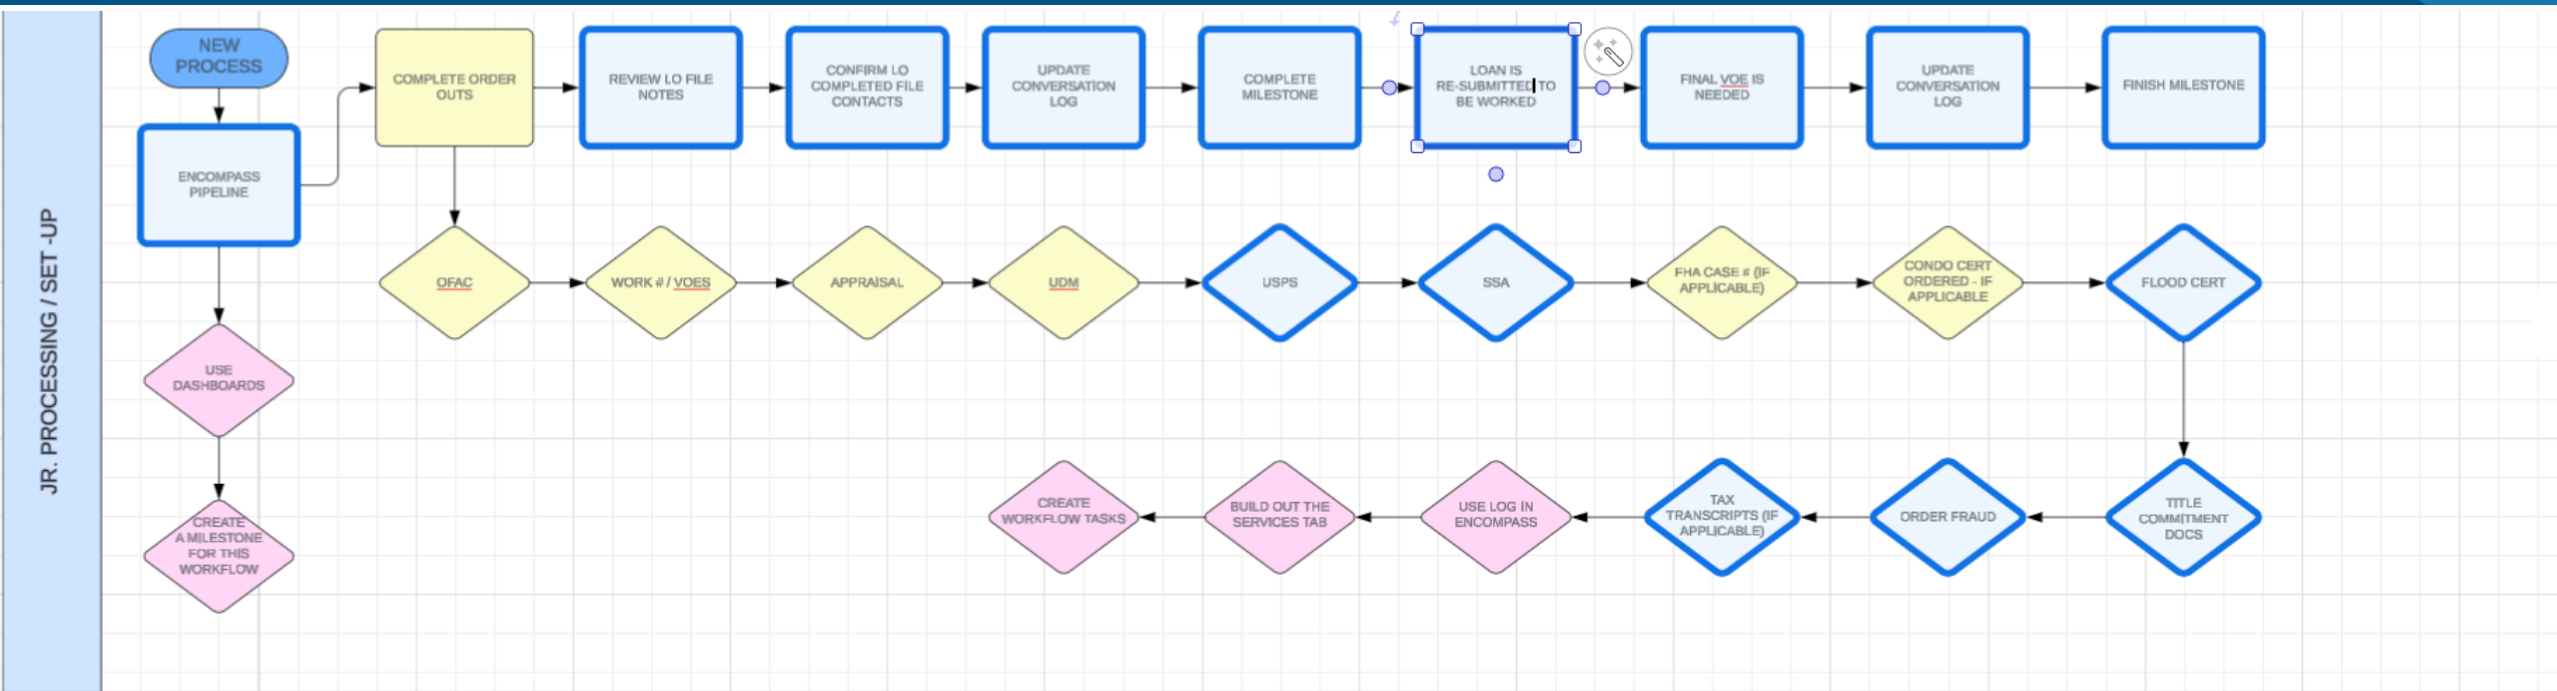 JR. PROCESSING / SET -UP
NEW
PROCESS
COMPLETE ORDER
OUTS
REVIEW LO FILE
NOTES
CONFIRM LO
COMPLETED FILE
CONTACTS
UPDATE
CONVERSATION
LOG
COMPLETE
MILESTONE
LOAN IS
RE-SUBMITTED TO
BE WORKED
FINAL VOE IS
NEEDED
UPDATE
CONVERSATION
LOG
FINISH MILESTONE
ENCOMPASS
PIPELINE
OFAC
WORK # / VOES
APPRAISAL
UDM
USPS
SSA
FHA CASE # (IF
APPLICABLE)
CONDO CERT
ORDERED - IF
APPLICABLE
FLOOD CERT
USE
DASHBOARDS
CREATE
WORKFLOW TASKS
BUILD OUT THE
SERVICES TAB
USE LOG IN
ENCOMPASS
TAX
TRANSCRIPTS (IF
APPLICABLE)
ORDER FRAUD
TITLE
COMMITMENT
DOCS
CREATE
A MILESTONE
FOR THIS
WORKFLOW